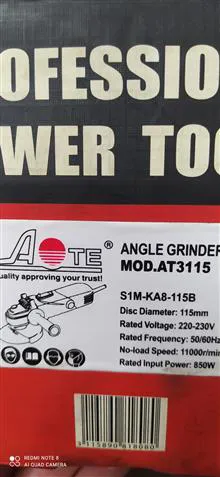 OFESSIO
WER TOO
AOTE®
uality approving your trust!
ANGLE GRINDER
MOD.AT3115
S1M-KA8-115B
Disc Diameter: 115mm
Rated Voltage: 220-230V
Rated Frequency: 50/60Hz
No-load Speed: 11000r/min
Rated Input Power: 850W
REDMI NOTE 8
AI QUAD CAMERA